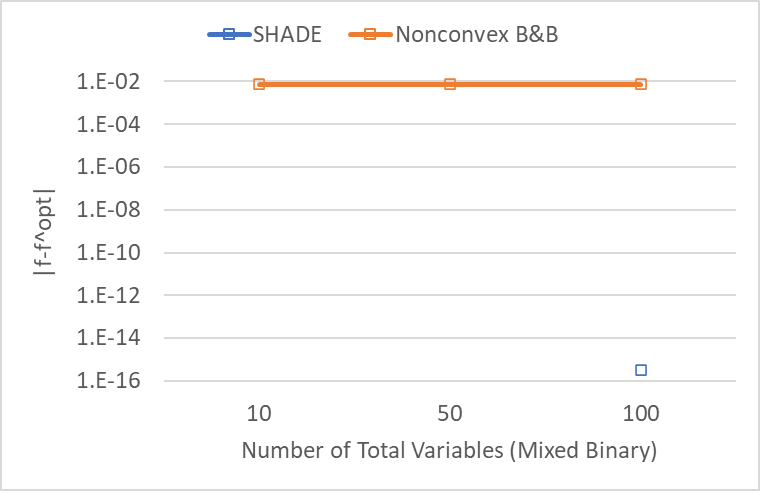 SHADE Nonconvex B&B
1.E-02
1.E-04
1.E-06
1.E-08
1.E-10
1.E-12
1.E-14
1.E-16
|f-f^opt|
10 50 100
Number of Total Variables (Mixed Binary)